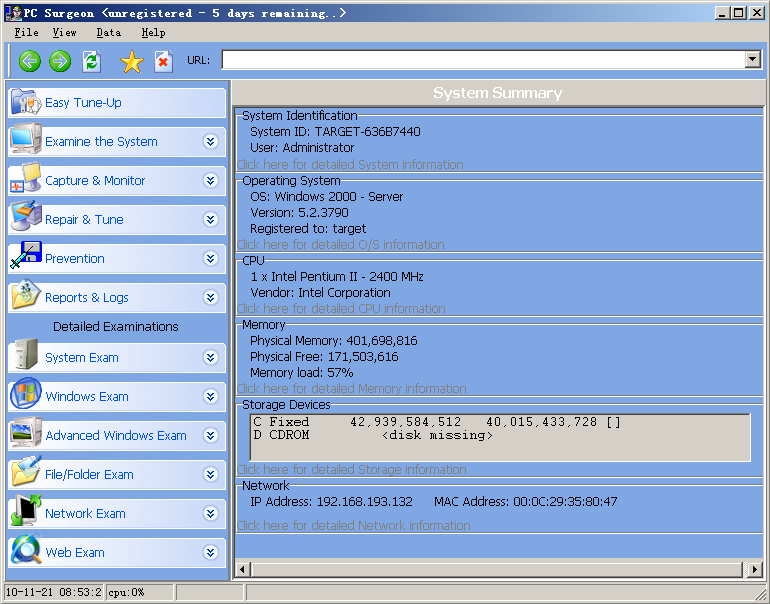 PC Surgeon <unregistered - 5 days remaining..>
File View Data Help
URL:
Easy Tune-Up
Examine the System
Capture & Monitor
Repair & Tune
Prevention
Reports & Logs
Detailed Examinations
System Exam
Windows Exam
Advanced Windows Exam
File/Folder Exam
Network Exam
Web Exam
System Summary
System Identification
System ID: TARGET-636B7440
User: Administrator
Click here for detailed System information
Operating System
OS: Windows 2000 - Server
Version: 5.2.3790
Registered to: target
Click here for detailed O/S information
CPU
1 x Intel Pentium II - 2400 MHz
Vendor: Intel Corporation
Click here for detailed CPU information
Memory
Physical Memory: 401,698,816
Physical Free: 171,503,616
Memory load: 57%
Click here for detailed Memory information
Storage Devices
C Fixed 42,939,584,512 40,015,433,728 []
D CDROM <disk missing>
Click here for detailed Storage information
Network
IP Address: 192.168.193.132 MAC Address: 00:0C:29:35:80:47
Click here for detailed Network information
10-11-21 08:53:2 cpu:0%